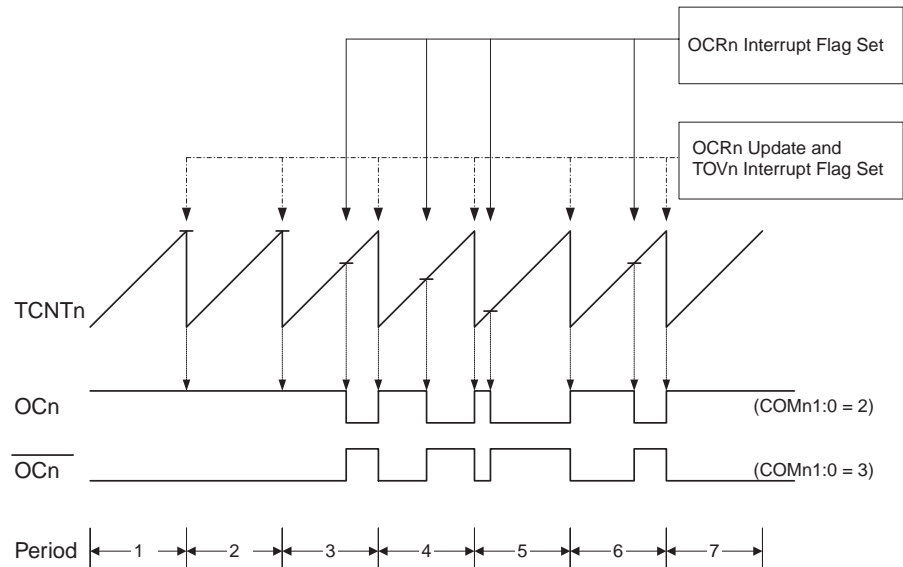 OCRn Interrupt Flag Set
OCRn Update and
TOVn Interrupt Flag Set
TCNTn
OCn
(COMn1:0 = 2)
OCn
(COMn1:0 = 3)
Period
1
2
3
4
5
6
7